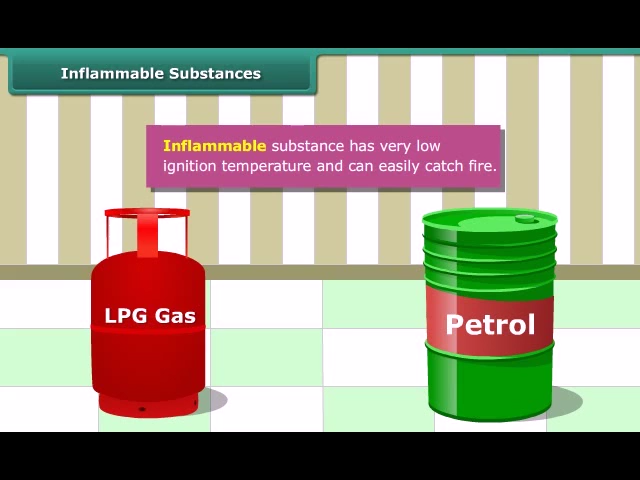 Inflammable Substances
Inflammable substance has very low
ignition temperature and can easily catch fire.
LPG Gas
Petrol